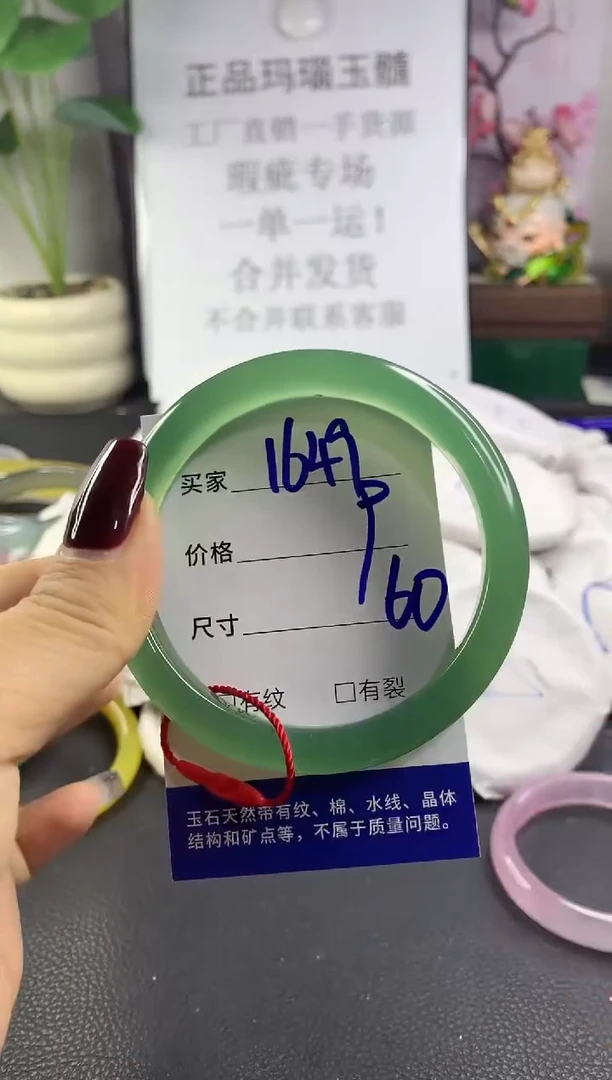 正品玛瑙玉髓
工厂直销一手货源
瑕疵专场
一单一运！
合并发货
不合并联系客服
买家 1649
价格
P
尺寸 60
□有纹 □有裂
玉石天然带有纹、棉、水线、晶体
结构和矿点等，不属于质量问题。